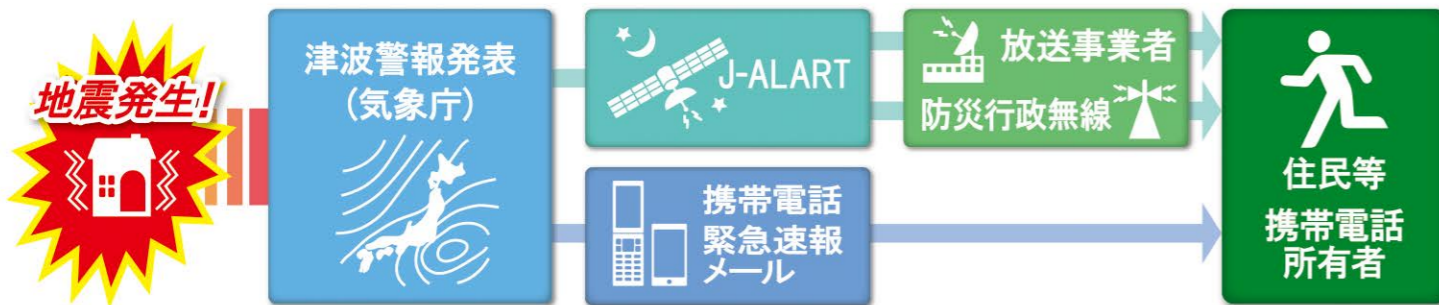 地震発生!
津波警報発表
(気象庁)
J-ALART
放送事業者
防災行政無線
携帯電話
緊急速報
メール
住民等
携帯電話
所有者